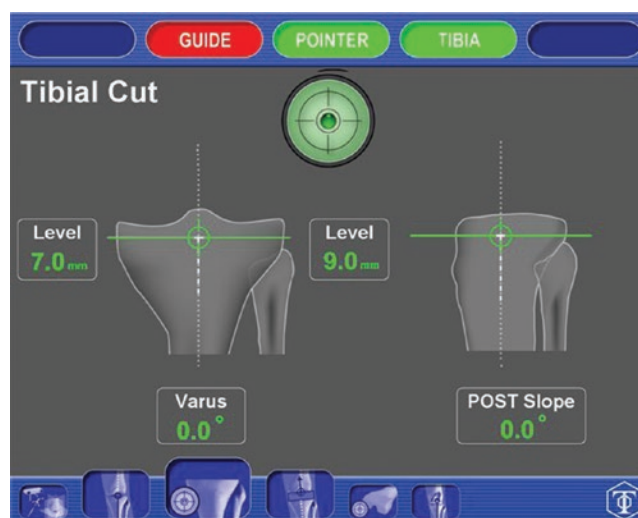 GUIDE
POINTER
TIBIA
Tibial Cut
Level
7.0 mm
Level
9.0 mm
Varus
0.0°
POST Slope
0.0°